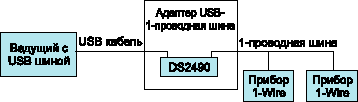 Адаптер USB-
1-проводная шина
Ведущий с
USB шиной
USB кабель
DS2490
1-проводная шина
Прибор
1-Wire
Прибор
1-Wire